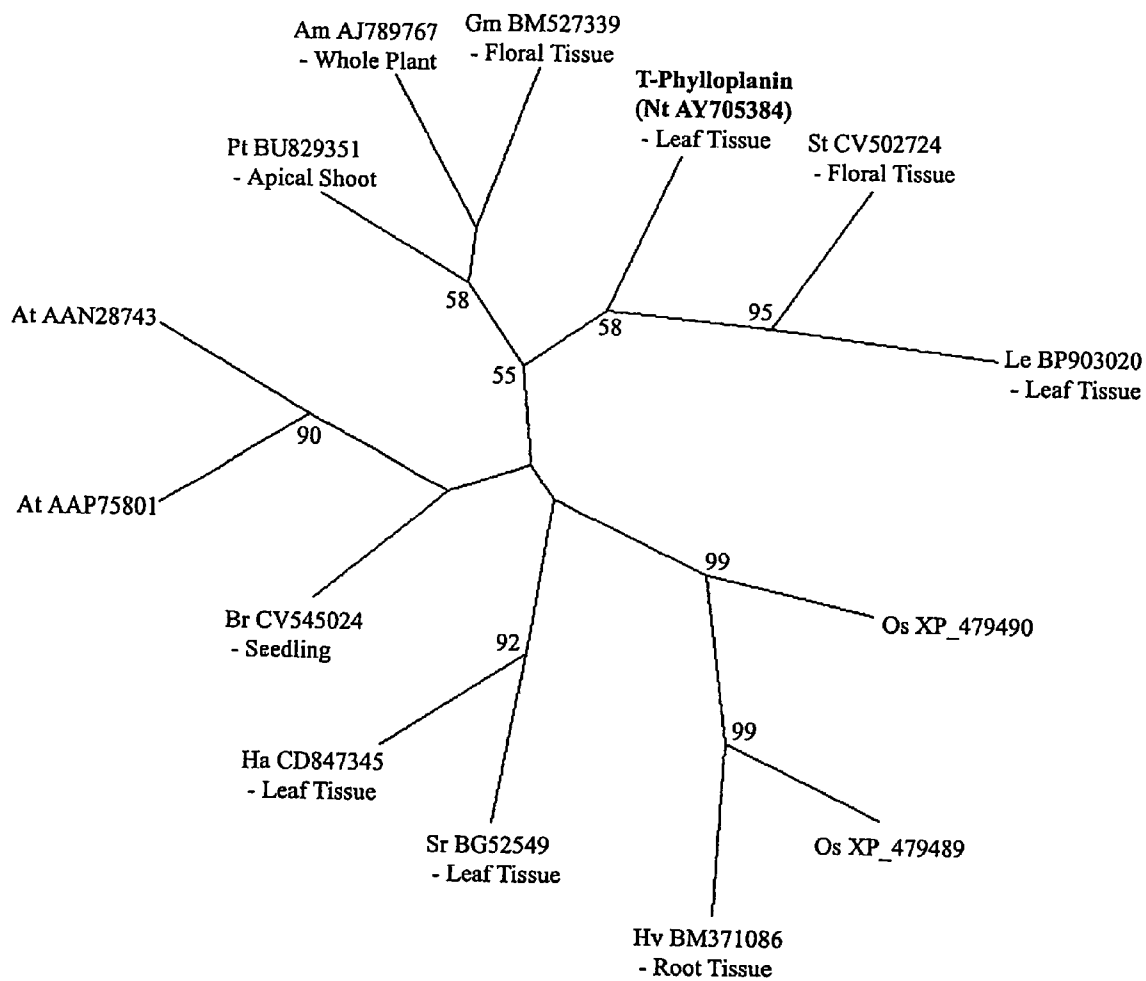 Am AJ789767
- Whole Plant
Gm BM527339
- Floral Tissue
T-Phylloplanin
(Nt AY705384)
- Leaf Tissue
St CV502724
- Floral Tissue
Pt BU829351
- Apical Shoot
58
At AAN28743
95
58
Le BP903020
- Leaf Tissue
55
90
At AAP75801
99
Br CV545024
- Seedling
Os XP_479490
92
99
Ha CD847345
- Leaf Tissue
Sr BG52549
- Leaf Tissue
Os XP_479489
Hv BM371086
- Root Tissue